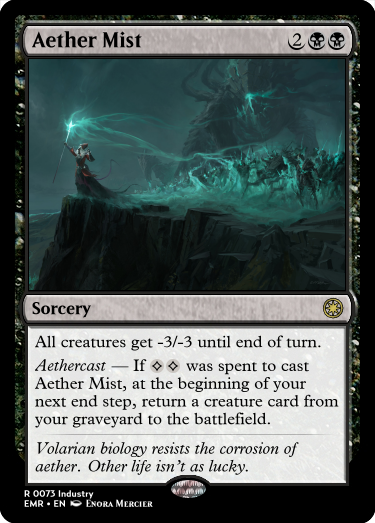 Aether Mist 2
Sorcery
All creatures get -3/-3 until end of turn.
Aethercast — If was spent to cast
Aether Mist, at the beginning of your
next end step, return a creature card from
your graveyard to the battlefield.
Volarian biology resists the corrosion of
aether. Other life isn't as lucky.
R 0073 Industry
EMR • EN Enora Mercier